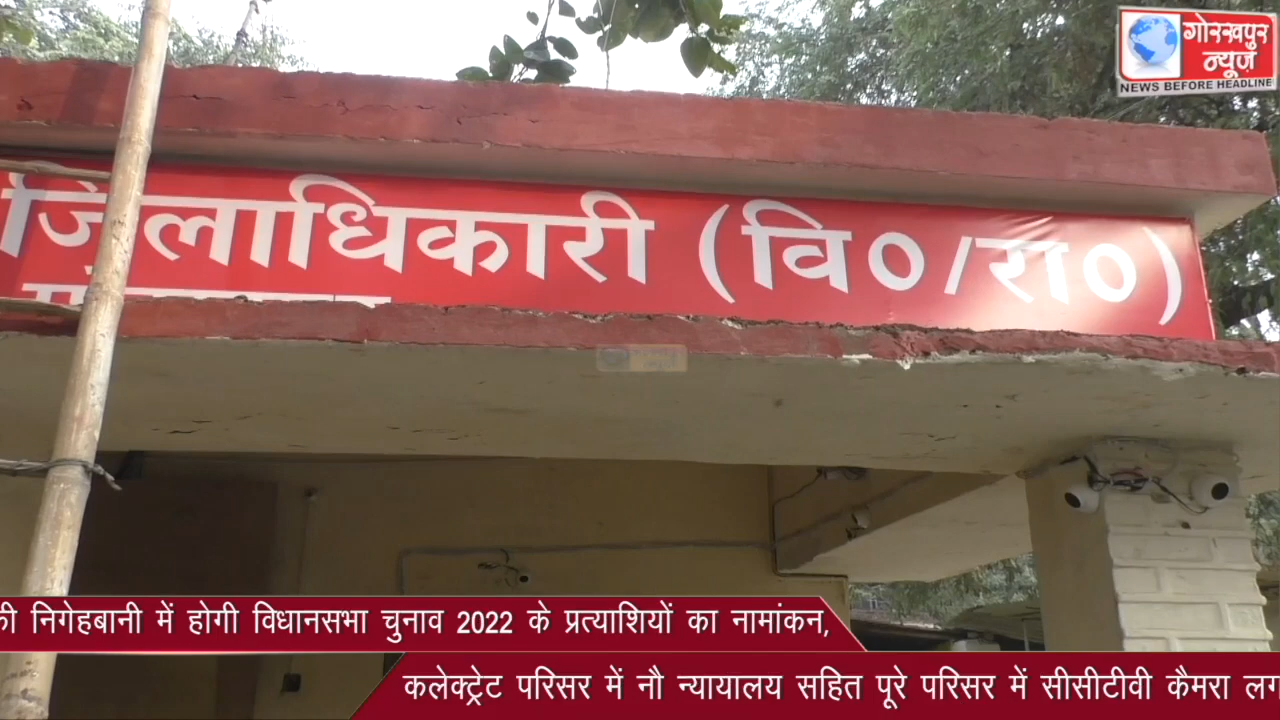 गोरखपुर
न्यूज़
NEWS BEFORE HEADLINE
जिलाधिकारी (वि०/रा०)
की निगेहबानी में होगी विधानसभा चुनाव 2022 के प्रत्याशियों का नामांकन,
कलेक्ट्रेट परिसर में नौ न्यायालय सहित पूरे परिसर में सीसीटीवी कैमरा लग